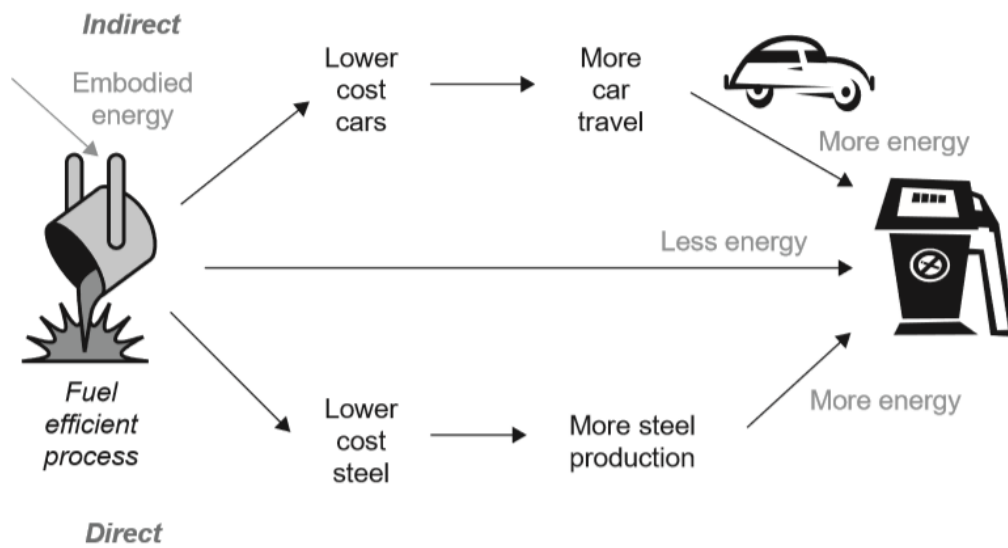 Indirect
Embodied
energy
Lower
cost
cars
More
car
travel
More energy
Less energy
Fuel
efficient
process
Lower
cost
steel
More steel
production
More energy
Direct